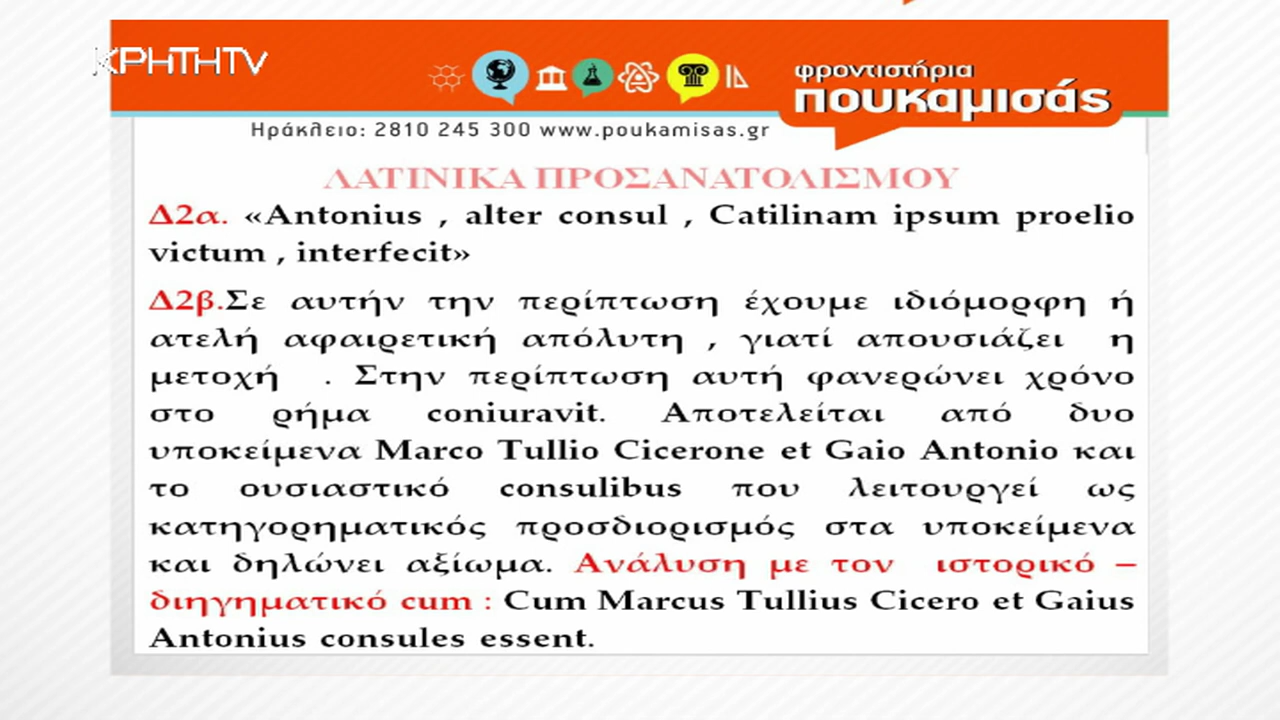 ΚΡΗΤΗTV
φροντιστήρια
πουκαμισάς
Ηράκλειο: 2810 245 300 www.poukamisas.gr
ΛΑΤΙΝΙΚΑ ΠΡΟΣΑΝΑΤΟΛΙΣΜΟΥ
Δ2α. «Antonius , alter consul , Catilinam ipsum proelio
victum , interfecit»
Δ2β.Σε αυτήν την περίπτωση έχουμε ιδιόμορφη ή
ατελή αφαιρετική απόλυτη , γιατί απουσιάζει η
μετοχή . Στην περίπτωση αυτή φανερώνει χρόνο
στο ρήμα coniuravit. Αποτελείται από δυο
υποκείμενα Marco Tullio Cicerone et Gaio Antonio και
το ουσιαστικό consulibus που λειτουργεί ως
κατηγορηματικός προσδιορισμός στα υποκείμενα
και δηλώνει αξίωμα. Ανάλυση με τον ιστορικό –
διηγηματικό cum : Cum Marcus Tullius Cicero et Gaius
Antonius consules essent.